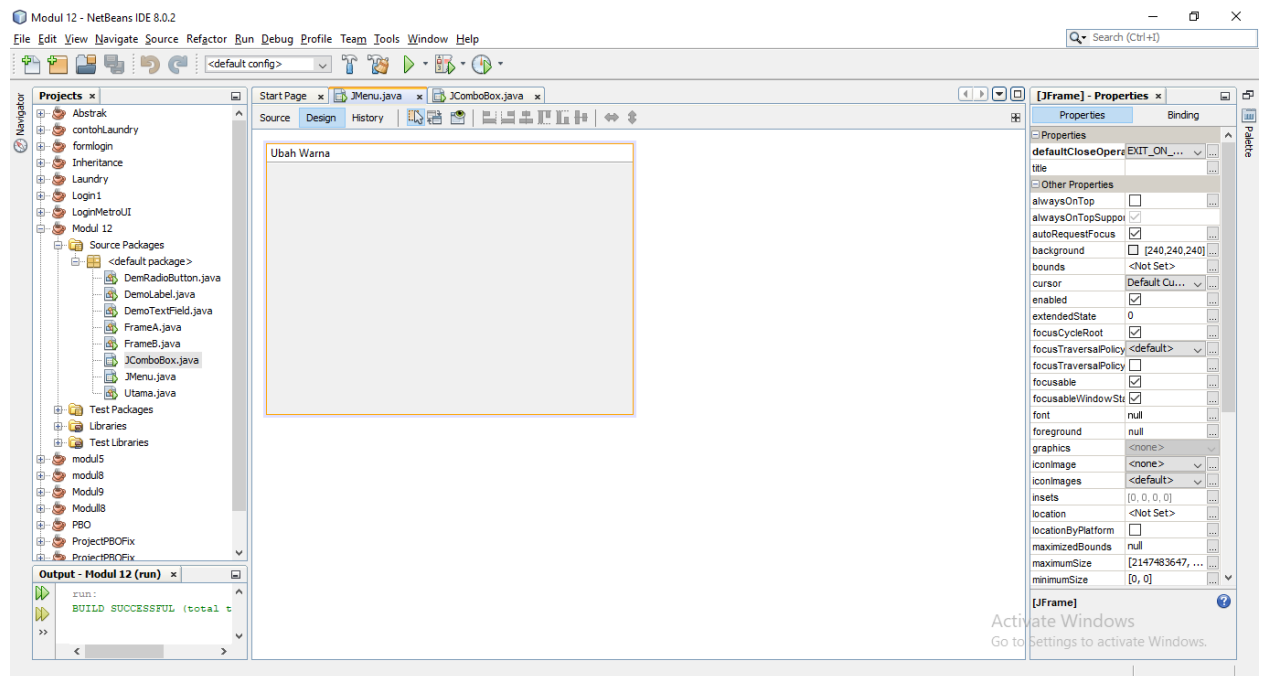 Modul 12 - NetBeans IDE 8.0.2
File Edit View Navigate Source Refactor Run Debug Profile Team Tools Window Help
Search (Ctrl+I)
<default config>
Navigator
Projects
Abstrak
contohLaundry
formlogin
Inheritance
Laundry
Login1
LoginMetroUI
Modul 12
Source Packages
<default package>
DemRadioButton.java
DemoLabel.java
DemoTextField.java
FrameA.java
FrameB.java
JComboBox.java
JMenu.java
Utama.java
Test Packages
Libraries
Test Libraries
modul5
modul8
Modul9
Modull8
PBO
ProjectPBOFix
ProjectPBOFix
Output - Modul 12 (run)
run:
BUILD SUCCESSFUL (total t
Start Page JMenu.java JComboBox.java
Source Design History
Ubah Warna
[JFrame] - Properties
Properties Binding
Properties
defaultCloseOpera EXIT_ON_... ...
title ...
Other Properties
alwaysOnTop ...
alwaysOnTopSuppor
autoRequestFocus ...
background [240,240,240] ...
bounds <Not Set> ...
cursor Default Cu... ...
enabled ...
extendedState 0 ...
focusCycleRoot ...
focusTraversalPolicy <default> ...
focusTraversalPolicy ...
focusable ...
focusableWindowSta ...
font null ...
foreground null ...
graphics <none>
iconImage <none> ...
iconImages <default> ...
insets [0, 0, 0, 0] ...
location <Not Set> ...
locationByPlatform ...
maximizedBounds null ...
maximumSize [2147483647, ... ...
minimumSize [0, 0] ...
[JFrame]
Palette
Activate Windows
Go to Settings to activate Windows.